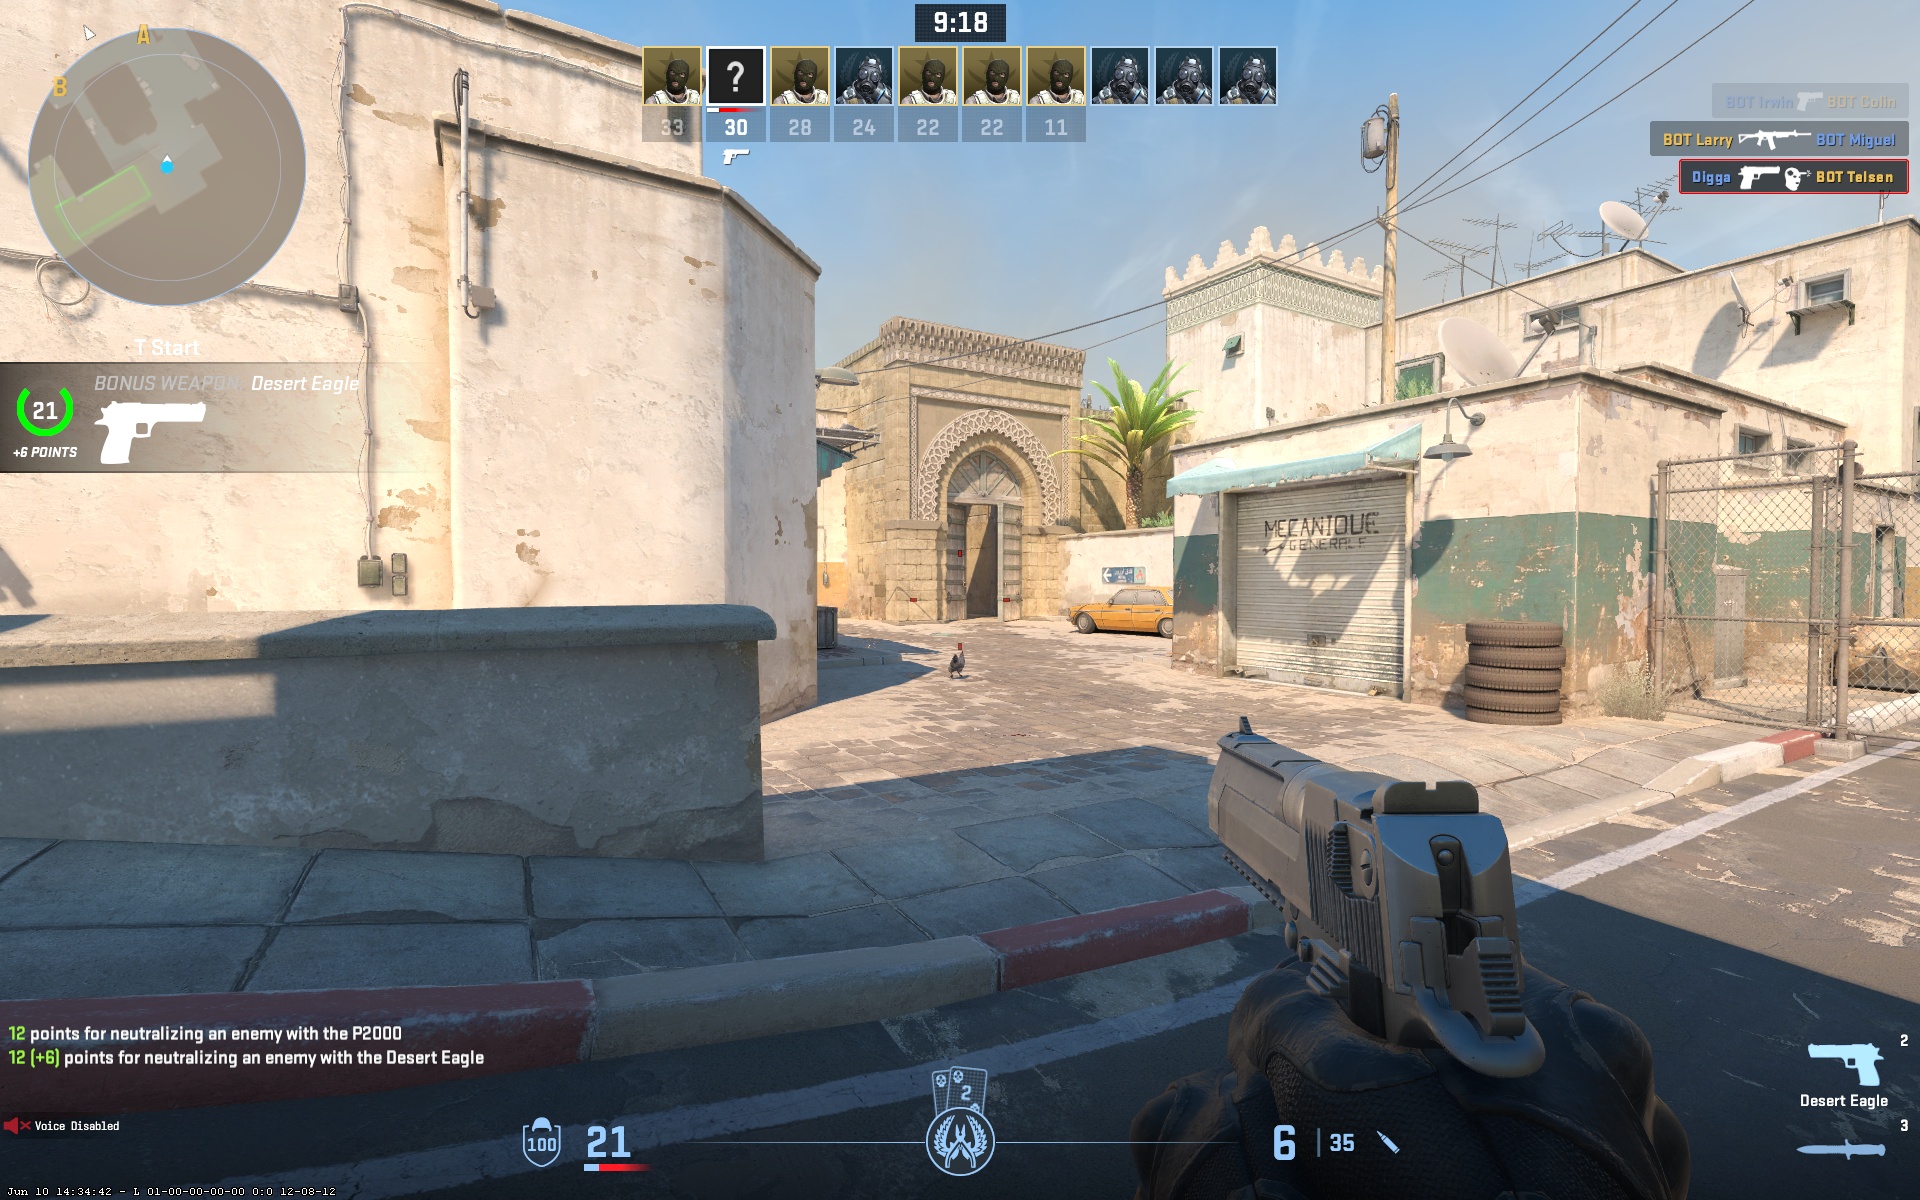 9:18
A
B
?
33
30
28
24
22
22
11
BOT Irwin BOT Colin
BOT Larry BOT Miguel
Digga BOT Telsen
T Start
BONUS WEAPON: Desert Eagle
21
+6 POINTS
MECANIQUE
GENERALE
12 points for neutralizing an enemy with the P2000
12 (+6) points for neutralizing an enemy with the Desert Eagle
Voice Disabled
100
21
2
6 | 35
2
Desert Eagle
3
Jun 10 14:34:42 - L 01-00-00-00-00 0:0 12-08-12